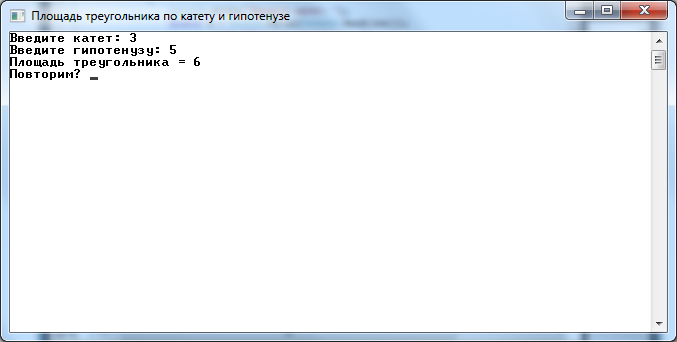 Площадь треугольника по катету и гипотенузе
Введите катет: 3
Введите гипотенузу: 5
Площадь треугольника = 6
Повторим? _